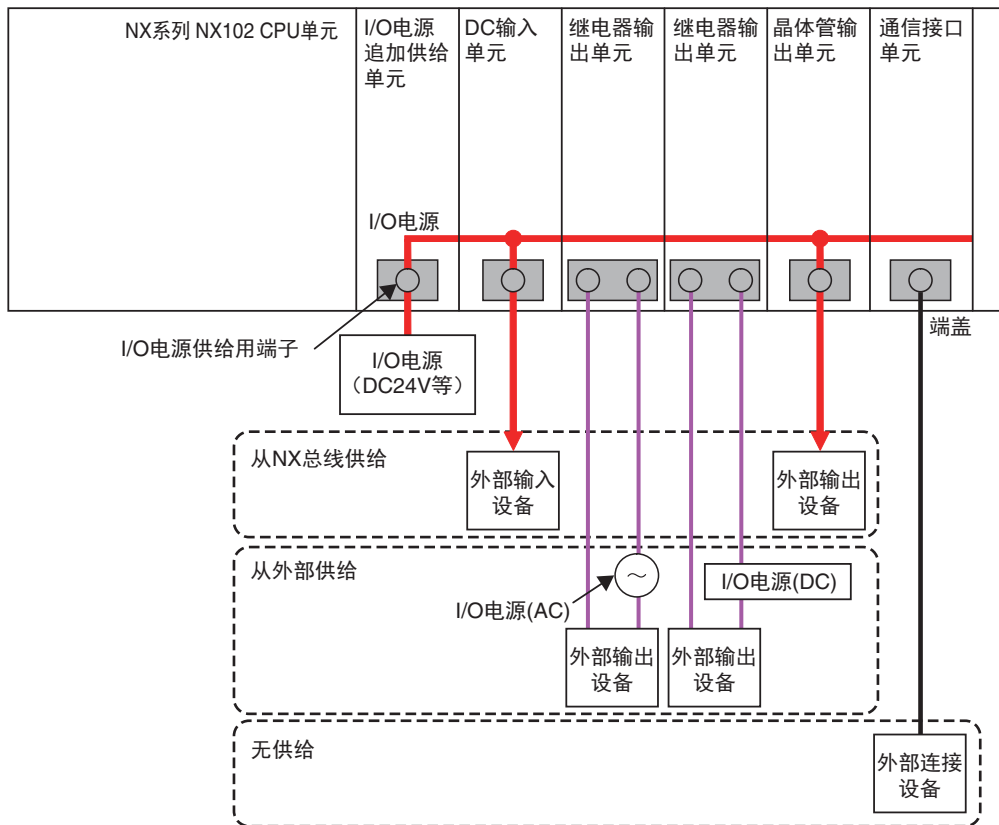 NX系列 NX102 CPU单元
I/O电源
追加供给
单元
DC输入
单元
继电器输
出单元
继电器输
出单元
晶体管输
出单元
通信接口
单元
I/O电源
端盖
I/O电源供给用端子
I/O电源
（DC24V等）
从NX总线供给
外部输入
设备
外部输出
设备
从外部供给
I/O电源(AC)
～
I/O电源(DC)
外部输出
设备
外部输出
设备
无供给
外部连接
设备